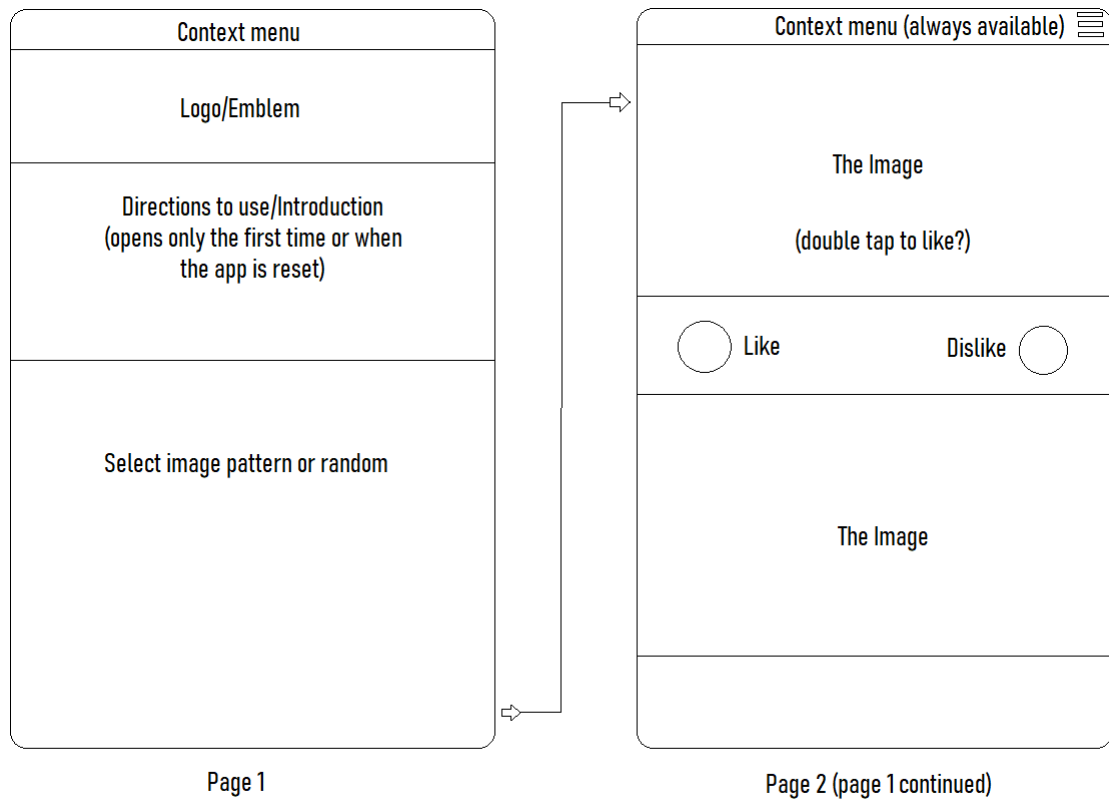 Context menu
Logo/Emblem
Directions to use/Introduction
(opens only the first time or when
the app is reset)
Select image pattern or random
Page 1
Context menu (always available)
The Image
(double tap to like?)
Like
Dislike
The Image
Page 2 (page 1 continued)